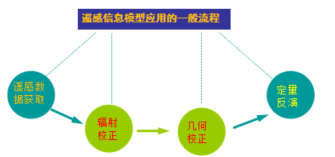 遥感信息模型应用的一般流程
遥感数
据获取
辐射
校正
几何
校正
定量
反演